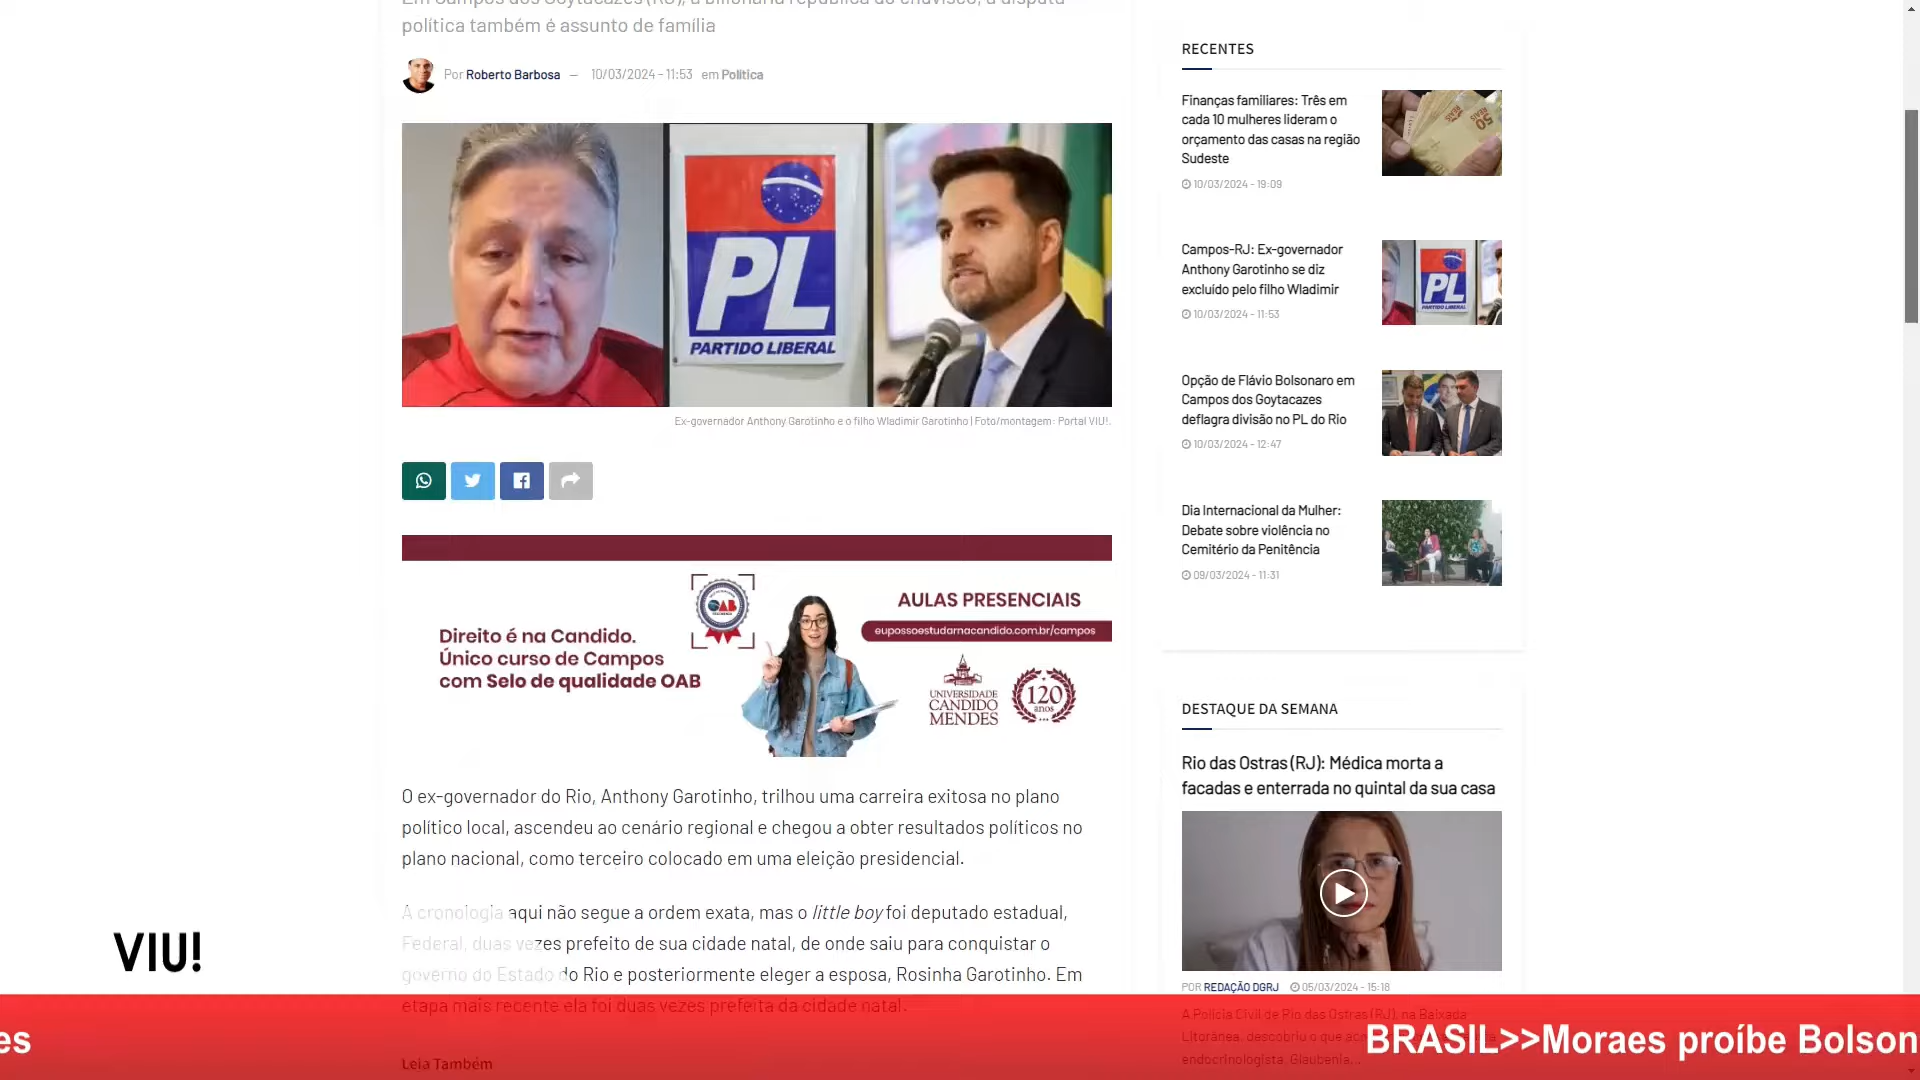 política também é assunto de família
Por Roberto Barbosa — 10/03/2024 - 11:53 em Política
PL
PARTIDO LIBERAL
Ex-governador Anthony Garotinho e o filho Wladimir Garotinho | Foto/montagem: Portal VIU!.
Direito é na Candido.
Único curso de Campos
com Selo de qualidade OAB
OAB
AULAS PRESENCIAIS
eupossoestudarnacandido.com.br/campos
UNIVERSIDADE
CANDIDO
MENDES
120
anos
O ex-governador do Rio, Anthony Garotinho, trilhou uma carreira exitosa no plano
político local, ascendeu ao cenário regional e chegou a obter resultados políticos no
plano nacional, como terceiro colocado em uma eleição presidencial.
A cronologia aqui não segue a ordem exata, mas o little boy foi deputado estadual,
Federal, duas vezes prefeito de sua cidade natal, de onde saiu para conquistar o
governo do Estado do Rio e posteriormente eleger a esposa, Rosinha Garotinho. Em
etapa mais recente ela foi duas vezes prefeita da cidade natal.
Leia Também
RECENTES
Finanças familiares: Três em
cada 10 mulheres lideram o
orçamento das casas na região
Sudeste
10/03/2024 - 19:09
50
REAIS
Campos-RJ: Ex-governador
Anthony Garotinho se diz
excluído pelo filho Wladimir
10/03/2024 - 11:53
PL
PARTIDO LIBERAL
Opção de Flávio Bolsonaro em
Campos dos Goytacazes
deflagra divisão no PL do Rio
10/03/2024 - 12:47
Dia Internacional da Mulher:
Debate sobre violência no
Cemitério da Penitência
09/03/2024 - 11:31
DESTAQUE DA SEMANA
Rio das Ostras (RJ): Médica morta a
facadas e enterrada no quintal da sua casa
POR REDAÇÃO DGRJ 05/03/2024 - 15:18
A Polícia Civil de Rio das Ostras (RJ), na Baixada
Litorânea, descobriu o que
endocrinologista, Glaubenia...
VIU!
es
BRASIL>>Moraes proíbe Bolson